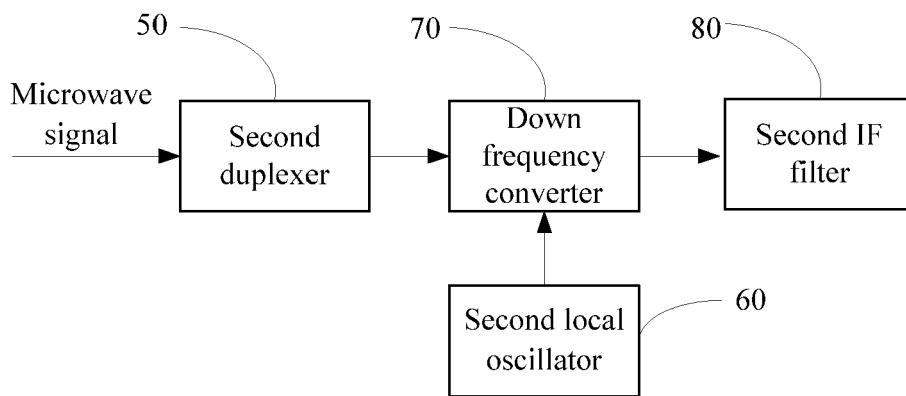 50
70
80
Microwave
signal
Second
duplexer
Down
frequency
converter
Second IF
filter
Second local
oscillator
60